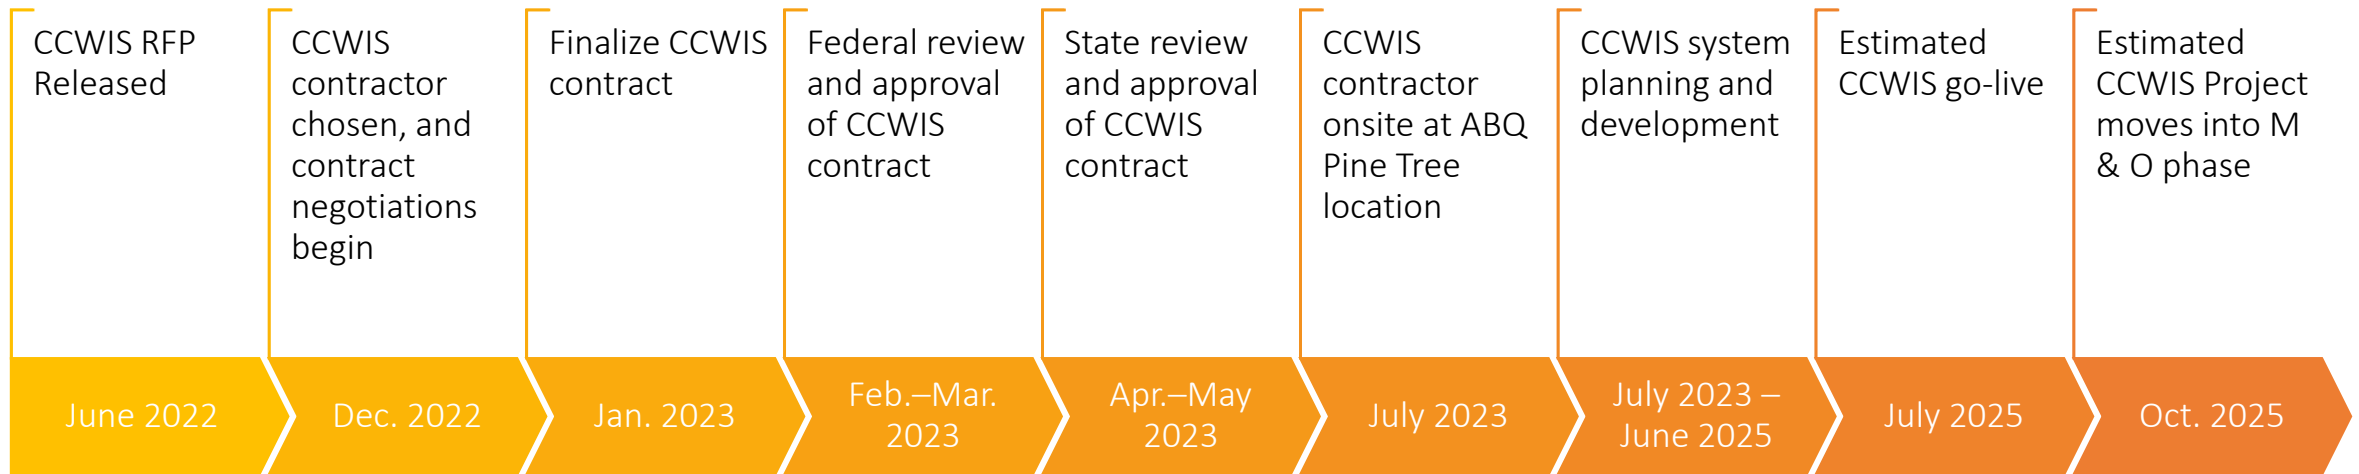 CCWIS RFP
Released
CCWIS
contractor
chosen, and
contract
negotiations
begin
Finalize CCWIS
contract
Federal review
and approval
of CCWIS
contract
State review
and approval
of CCWIS
contract
CCWIS
contractor
onsite at ABQ
Pine Tree
location
CCWIS system
planning and
development
Estimated
CCWIS go-live
Estimated
CCWIS Project
moves into M
& O phase
June 2022
Dec. 2022
Jan. 2023
Feb.–Mar.
2023
Apr.–May
2023
July 2023
July 2023 –
June 2025
July 2025
Oct. 2025